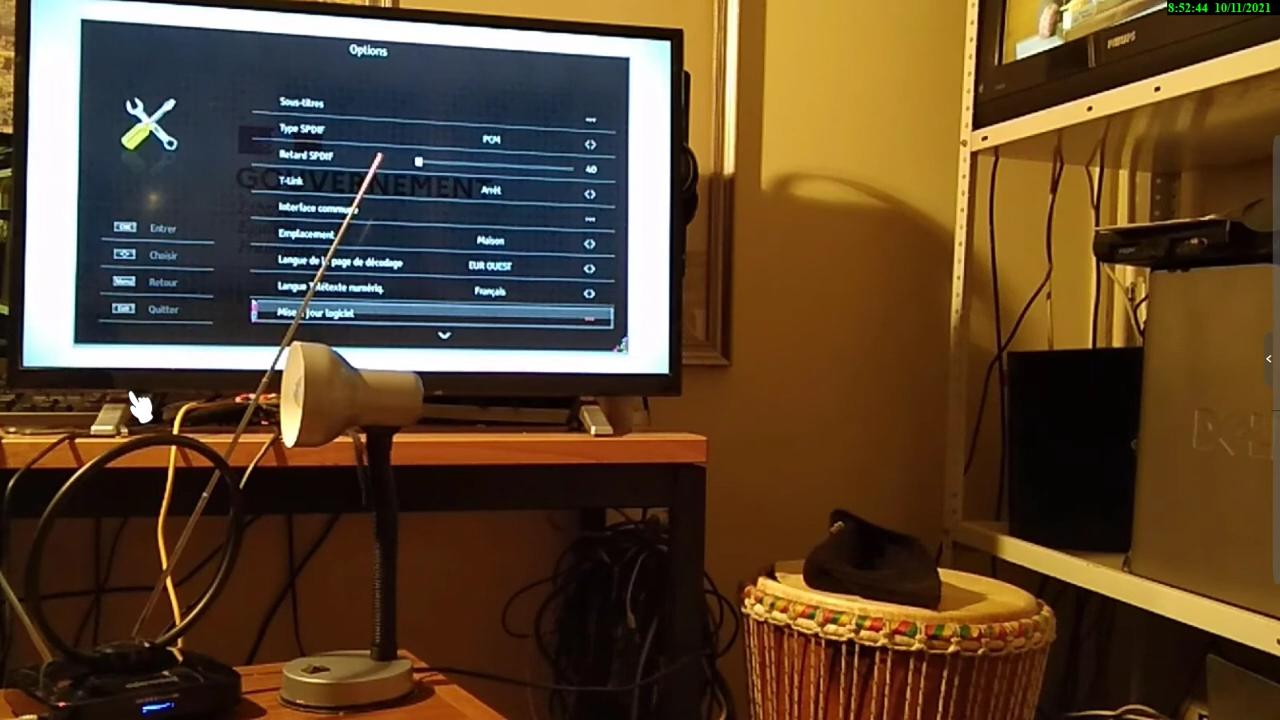 8:52:44 10/11/2021
PHILIPS
Options
Sous-titres
Type SPDIF PCM
Retard SPDIF 40
GOUVERNEMENT
T-Link Arrêt
Interface commune
Entrer
Emplacement Maison
Choisir
Langue de la page de décodage EUR OUEST
Menu Retour
Langue Télétexte numériq. Français
Exit Quitter
Mise à jour logiciel